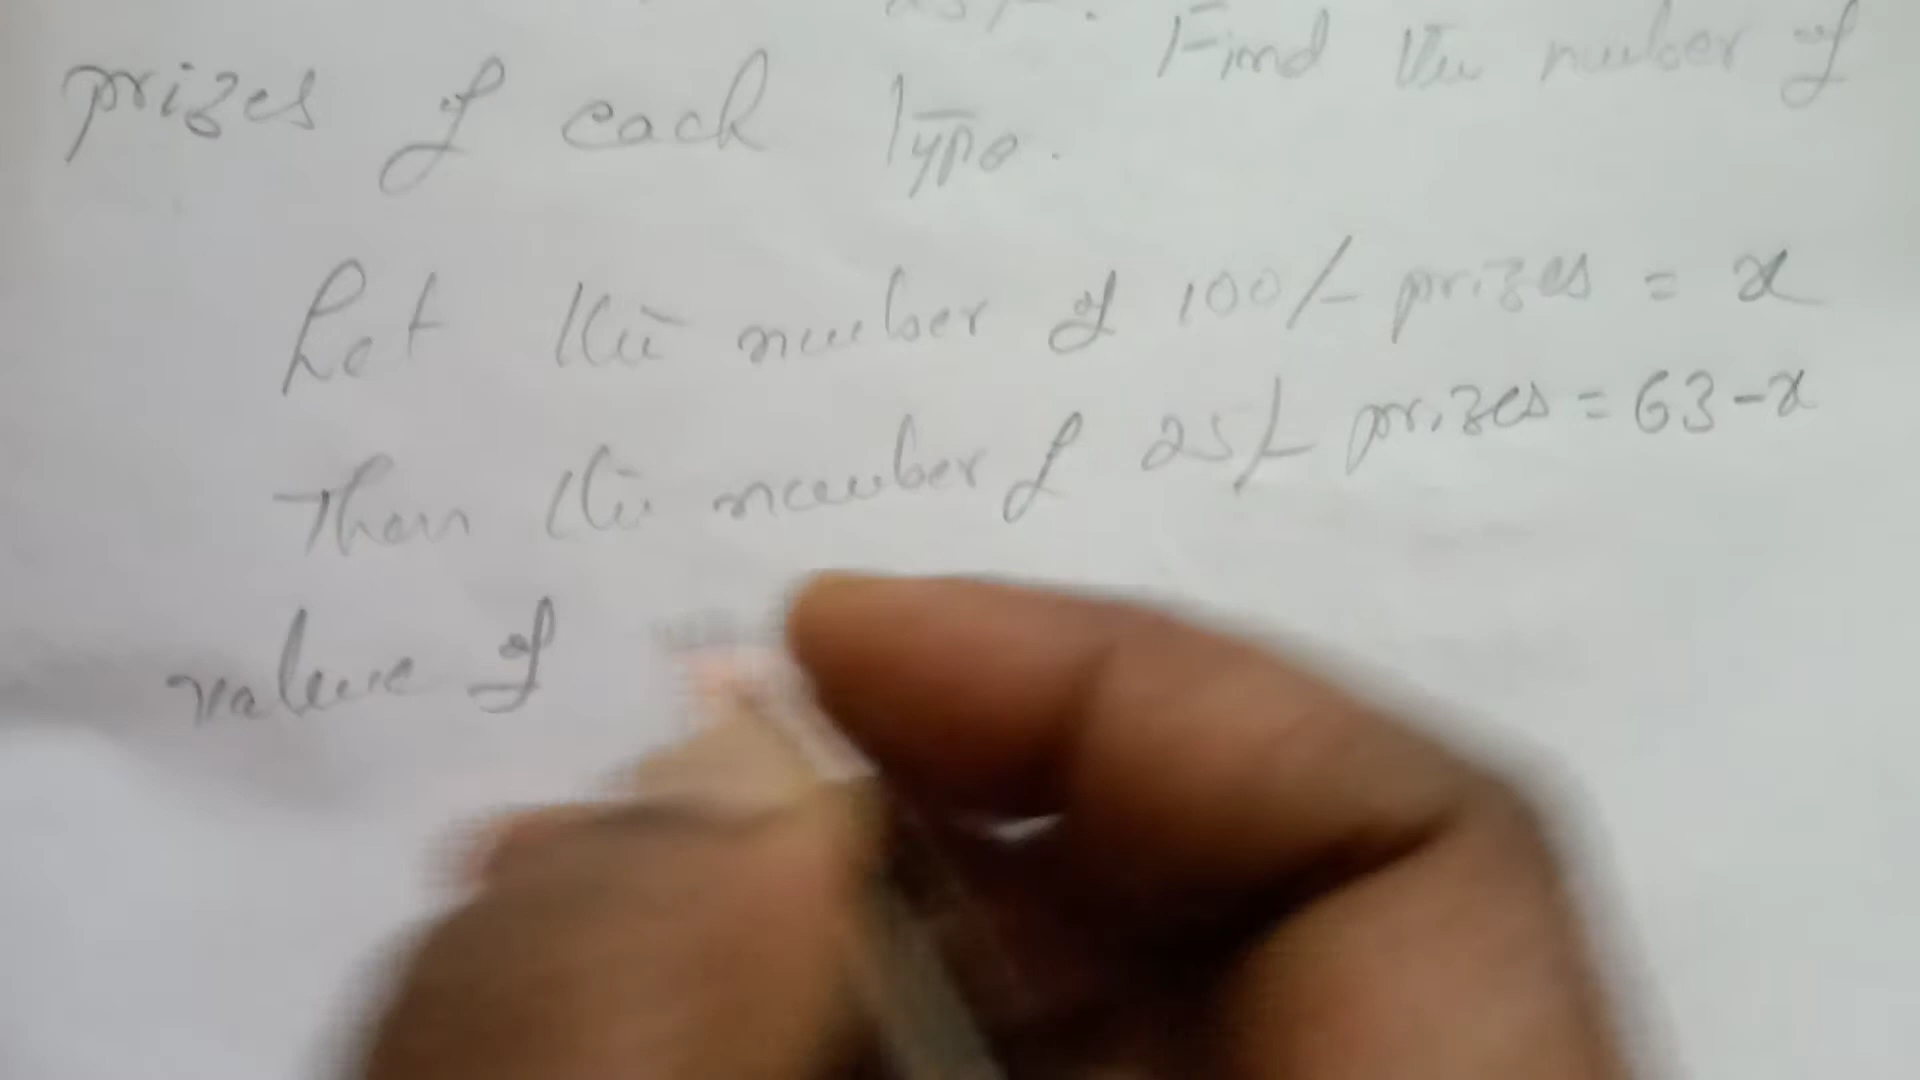 25/-. Find the number of
prizes of each Type.
Let the number of 100/- prizes = x
Then the number of 25/- prizes = 63-x
value of